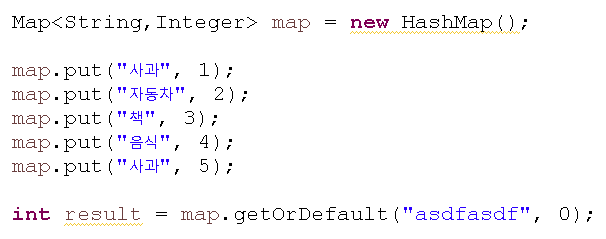 Map<String,Integer> map = new HashMap();
map.put("사과", 1);
map.put("자동차", 2);
map.put("책", 3);
map.put("음식", 4);
map.put("사과", 5);
int result = map.getOrDefault("asdfasdf", 0);